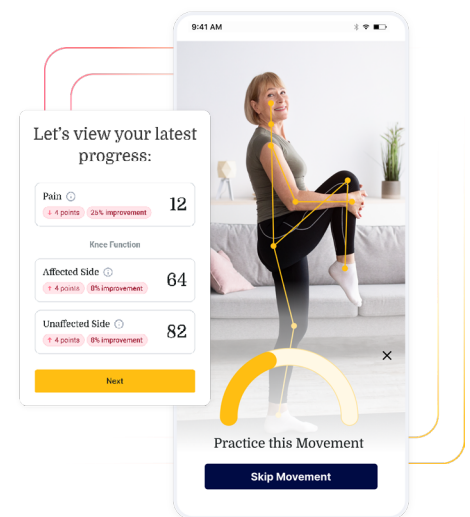 9:41 AM
Let's view your latest
progress:
Pain
↓ 4 points 25% improvement
12
Knee Function
Affected Side
↑ 4 points 8% improvement
64
Unaffected Side
↑ 4 points 8% improvement
82
Next
Practice this Movement
Skip Movement